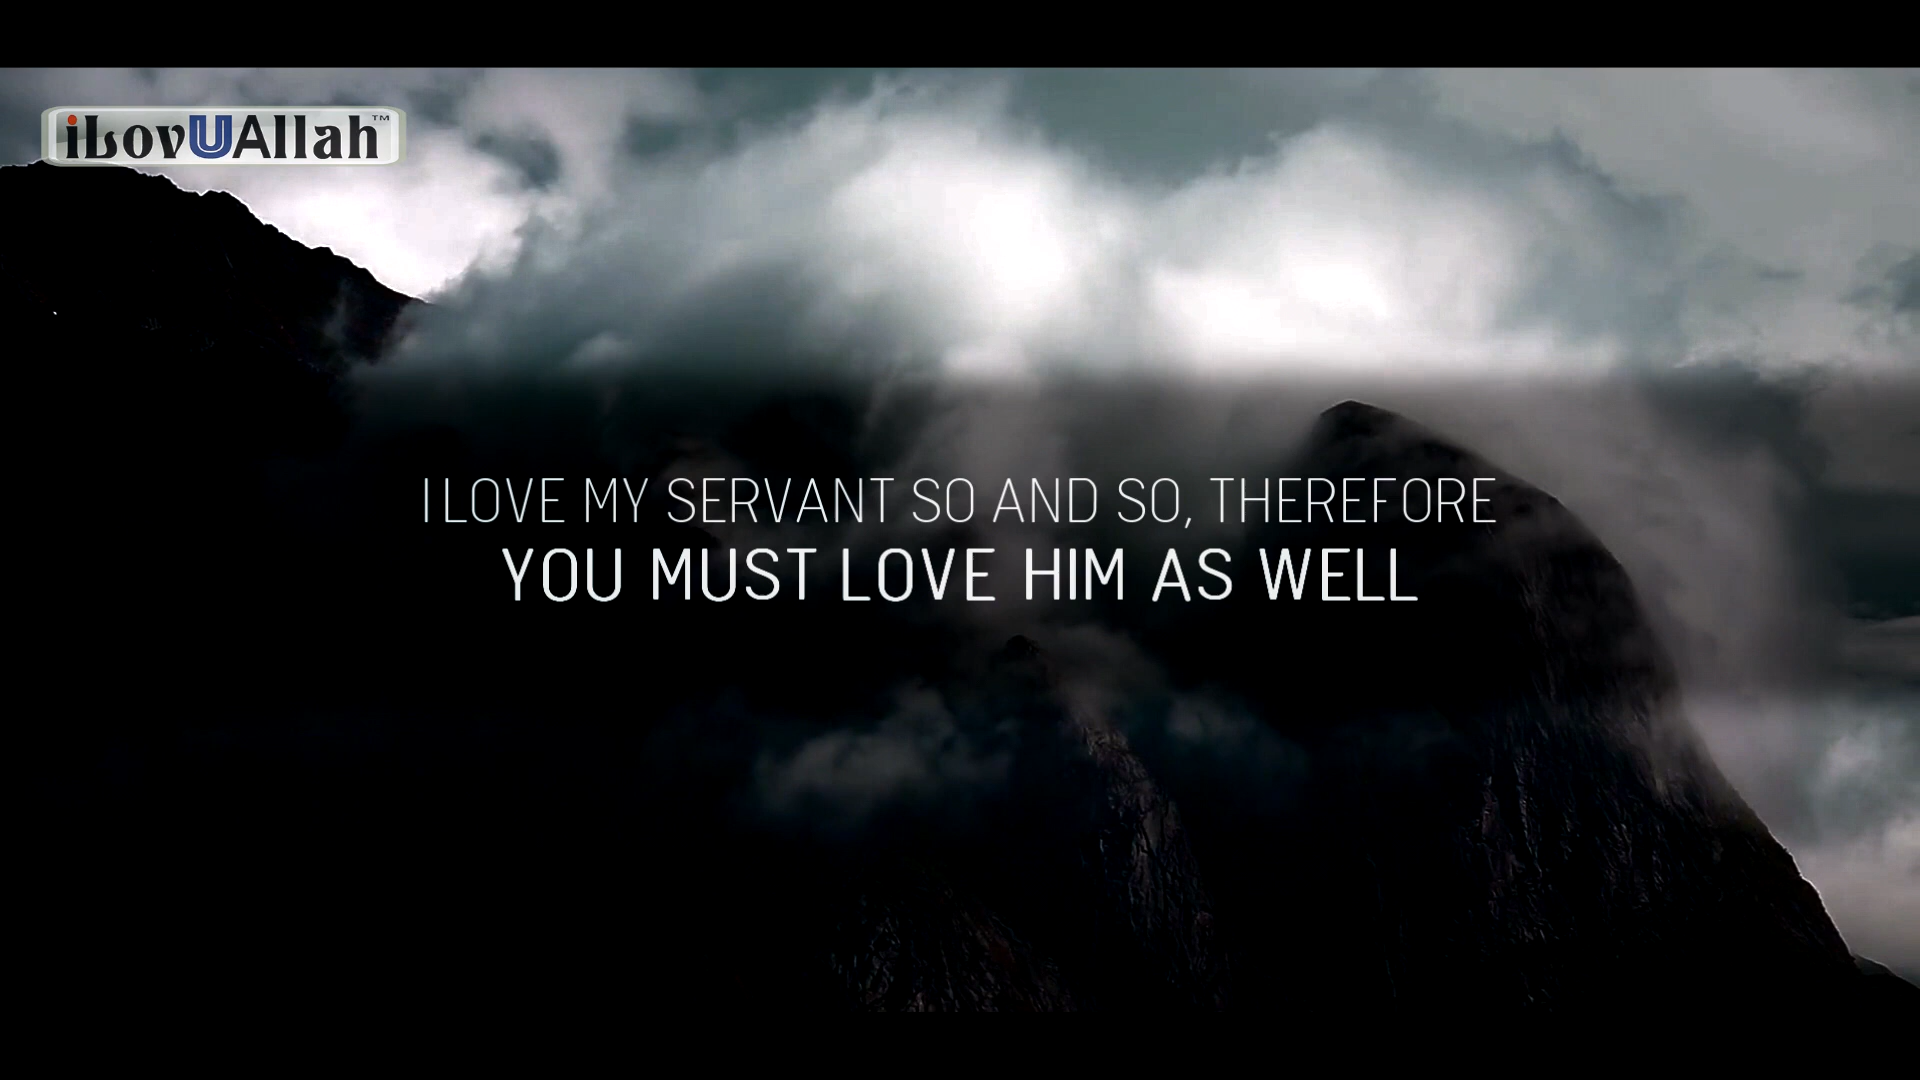 iLovUAllah™
I LOVE MY SERVANT SO AND SO, THEREFORE
YOU MUST LOVE HIM AS WELL